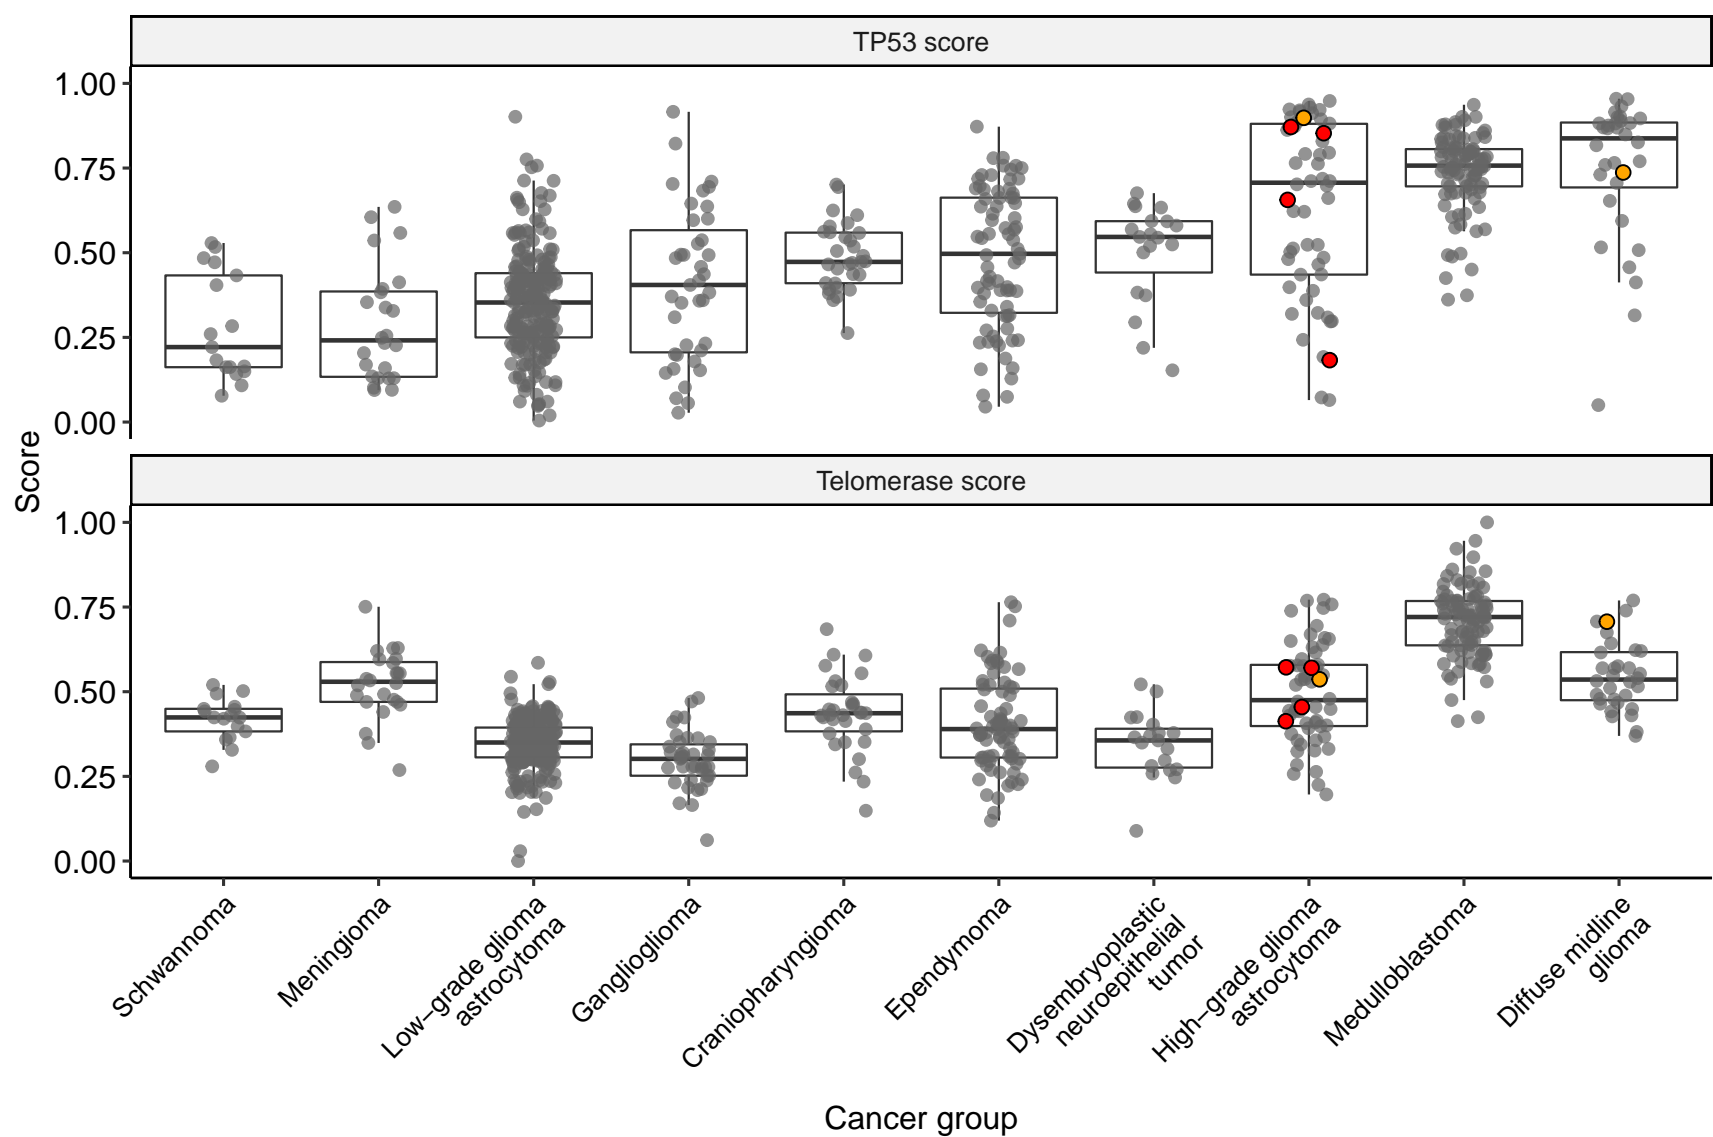 TP53 score
1.00
0.75
0.50
0.25
0.00
Score
Telomerase score
1.00
0.75
0.50
0.25
0.00
Schwannoma
Meningioma
Low−grade glioma
astrocytoma
Ganglioglioma
Craniopharyngioma
Ependymoma
Dysembryoplastic
neuroepithelial
tumor
High−grade glioma
astrocytoma
Medulloblastoma
Diffuse midline
glioma
Cancer group